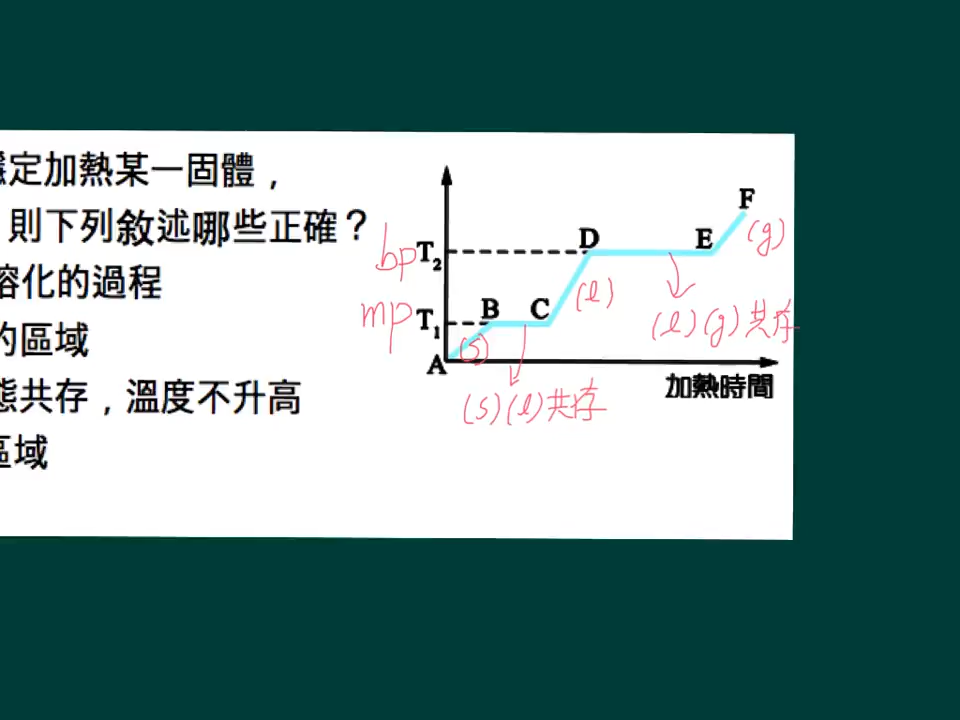 穩定加熱某一固體，
則下列敘述哪些正確？
熔化的過程
的區域
態共存，溫度不升高
區域
F
(g)
bp T2
D
E
(l)
mp T1
B
C
(l)(g)共存
A
(s)
加熱時間
(s)(l)共存